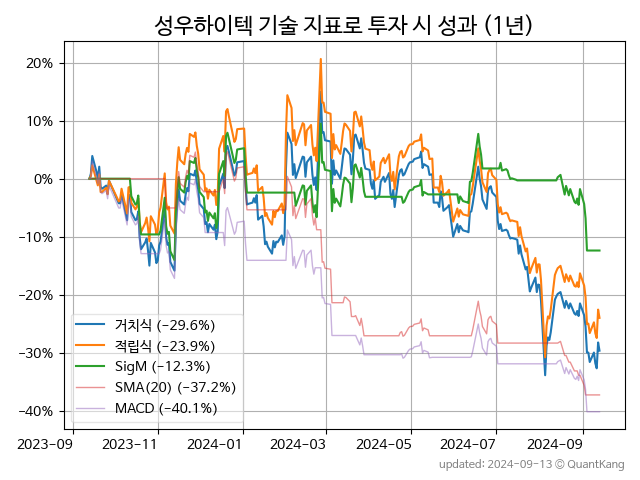 성우하이텍 기술 지표로 투자 시 성과 (1년)
20%
10%
0%
−10%
−20%
−30%
−40%
거치식 (−29.6%)
적립식 (−23.9%)
SigM (−12.3%)
SMA(20) (−37.2%)
MACD (−40.1%)
2023-09
2023-11
2024-01
2024-03
2024-05
2024-07
2024-09
updated: 2024-09-13 ⓒ QuantKang